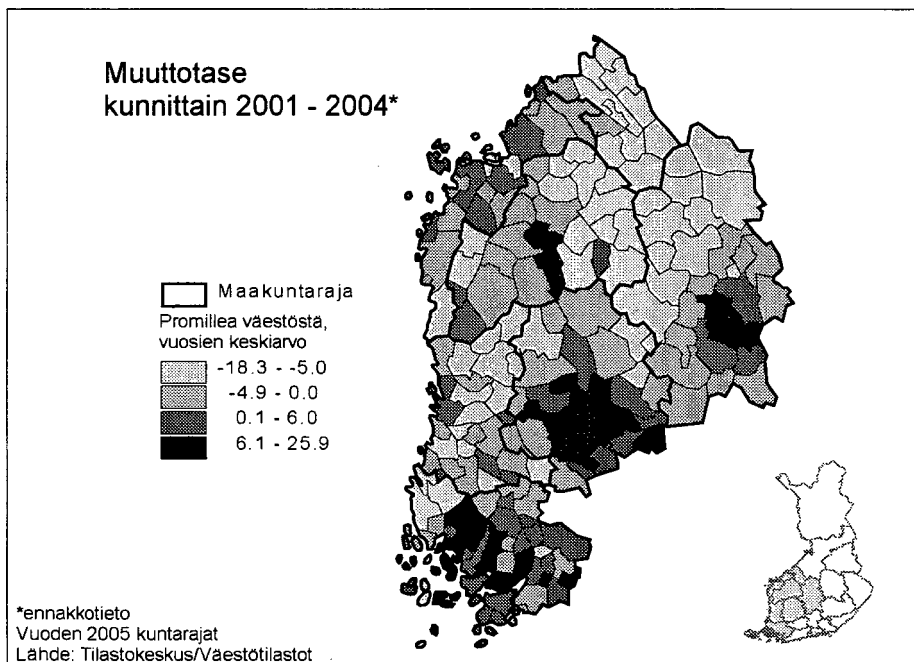 Muuttotase
kunnittain 2001 - 2004*
Maakuntaraja
Promillea väestöstä,
vuosien keskiarvo
-18.3 - -5.0
-4.9 - 0.0
0.1 - 6.0
6.1 - 25.9
*ennakkotieto
Vuoden 2005 kuntarajat
Lähde: Tilastokeskus/Väestötilastot